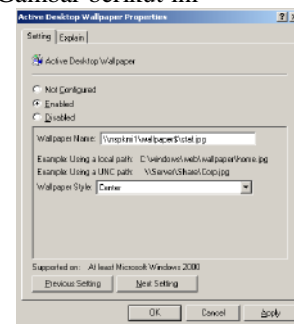 Gambar berikut ini
Active Desktop Wallpaper Properties
Setting Explain
Active Desktop Wallpaper
Not Configured
Enabled
Disabled
Wallpaper Name:
Example: Using a local path: C:\windows\web\wallpaper\home.jpg
Example: Using a UNC path: \\Server\Share\Corp.jpg
Wallpaper Style: Center
Supported on: At least Microsoft Windows 2000
Previous Setting Next Setting
OK Cancel Apply